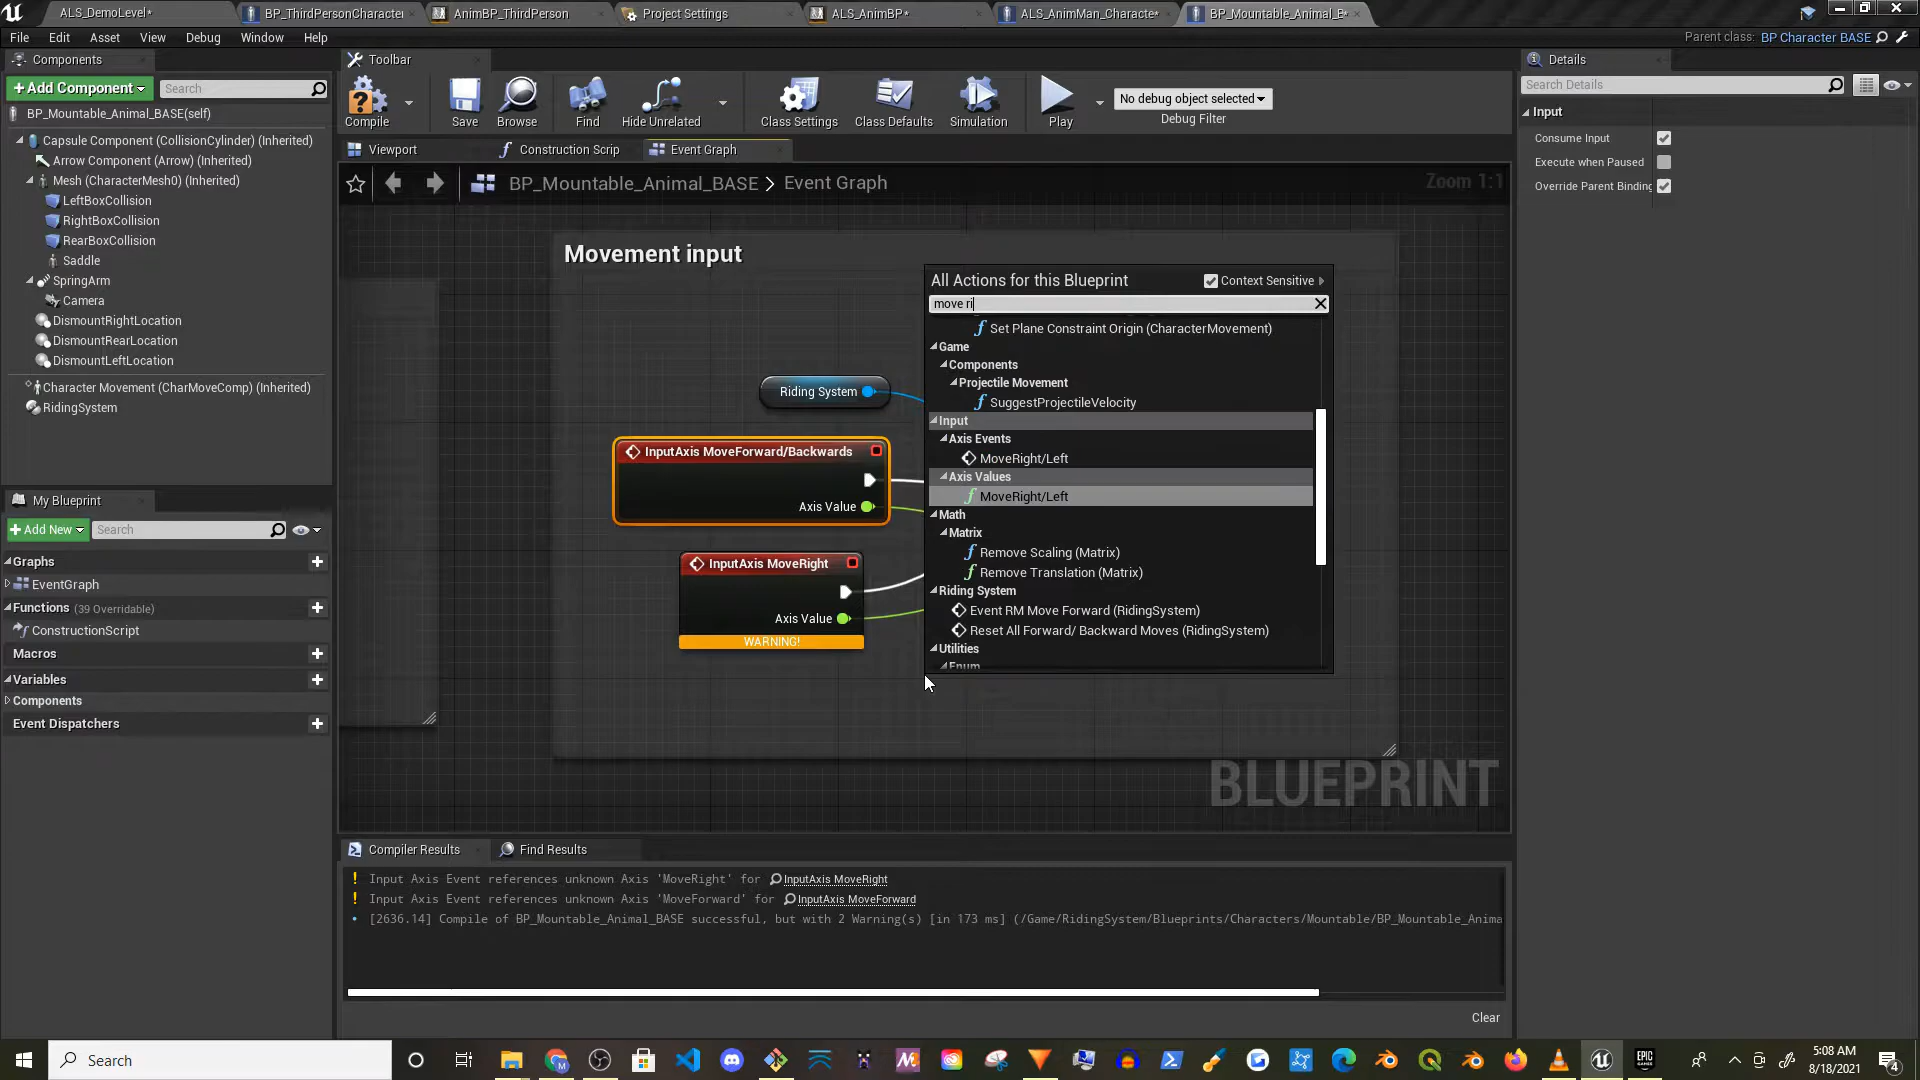 ALS_DemoLevel*
BP_ThirdPersonCharacter
AnimBP_ThirdPerson
Project Settings
ALS_AnimBP*
ALS_AnimMan_Characte*
BP_Mountable_Animal_B*
File Edit Asset View Debug Window Help
Parent class: BP Character BASE
Components
Toolbar
Details
+Add Component
Search
Search Details
BP_Mountable_Animal_BASE(self)
Capsule Component (CollisionCylinder) (Inherited)
Arrow Component (Arrow) (Inherited)
Mesh (CharacterMesh0) (Inherited)
LeftBoxCollision
RightBoxCollision
RearBoxCollision
Saddle
SpringArm
Camera
DismountRightLocation
DismountRearLocation
DismountLeftLocation
Character Movement (CharMoveComp) (Inherited)
RidingSystem
Compile
Save
Browse
Find
Hide Unrelated
Class Settings
Class Defaults
Simulation
Play
No debug object selected
Debug Filter
Input
Consume Input
Execute when Paused
Override Parent Binding
Viewport
Construction Scrip
Event Graph
BP_Mountable_Animal_BASE > Event Graph
Zoom 1:1
Movement input
Riding System
InputAxis MoveForward/Backwards
Axis Value
InputAxis MoveRight
Axis Value
WARNING!
All Actions for this Blueprint
Context Sensitive
move ri
Set Plane Constraint Origin (CharacterMovement)
Game
Components
Projectile Movement
SuggestProjectileVelocity
Input
Axis Events
MoveRight/Left
Axis Values
MoveRight/Left
Math
Matrix
Remove Scaling (Matrix)
Remove Translation (Matrix)
Riding System
Event RM Move Forward (RidingSystem)
Reset All Forward/ Backward Moves (RidingSystem)
Utilities
Enum
BLUEPRINT
My Blueprint
+Add New
Search
Graphs
EventGraph
Functions (39 Overridable)
ConstructionScript
Macros
Variables
Components
Event Dispatchers
Compiler Results
Find Results
Input Axis Event references unknown Axis 'MoveRight' for InputAxis MoveRight
Input Axis Event references unknown Axis 'MoveForward' for InputAxis MoveForward
[2636.14] Compile of BP_Mountable_Animal_BASE successful, but with 2 Warning(s) [in 173 ms] (/Game/RidingSystem/Blueprints/Characters/Mountable/BP_Mountable_Anima
Clear
Search
EPIC
5:08 AM
8/18/2021
4